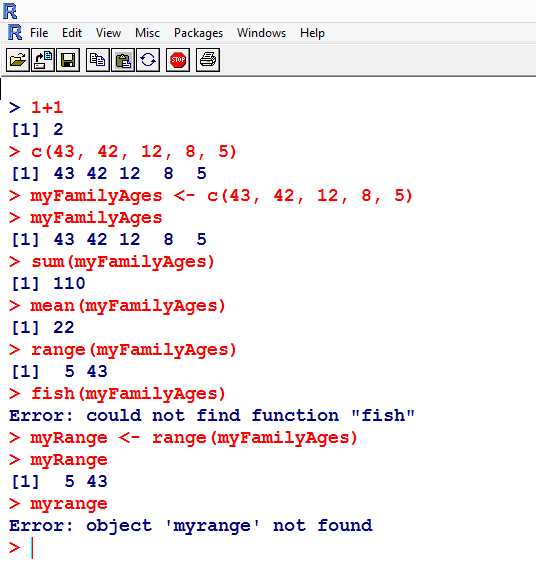 R
R File Edit View Misc Packages Windows Help
STOP
> 1+1
[1] 2
> c(43, 42, 12, 8, 5)
[1] 43 42 12  8  5
> myFamilyAges <- c(43, 42, 12, 8, 5)
> myFamilyAges
[1] 43 42 12  8  5
> sum(myFamilyAges)
[1] 110
> mean(myFamilyAges)
[1] 22
> range(myFamilyAges)
[1]  5 43
> fish(myFamilyAges)
Error: could not find function "fish"
> myRange <- range(myFamilyAges)
> myRange
[1]  5 43
> myrange
Error: object 'myrange' not found
>